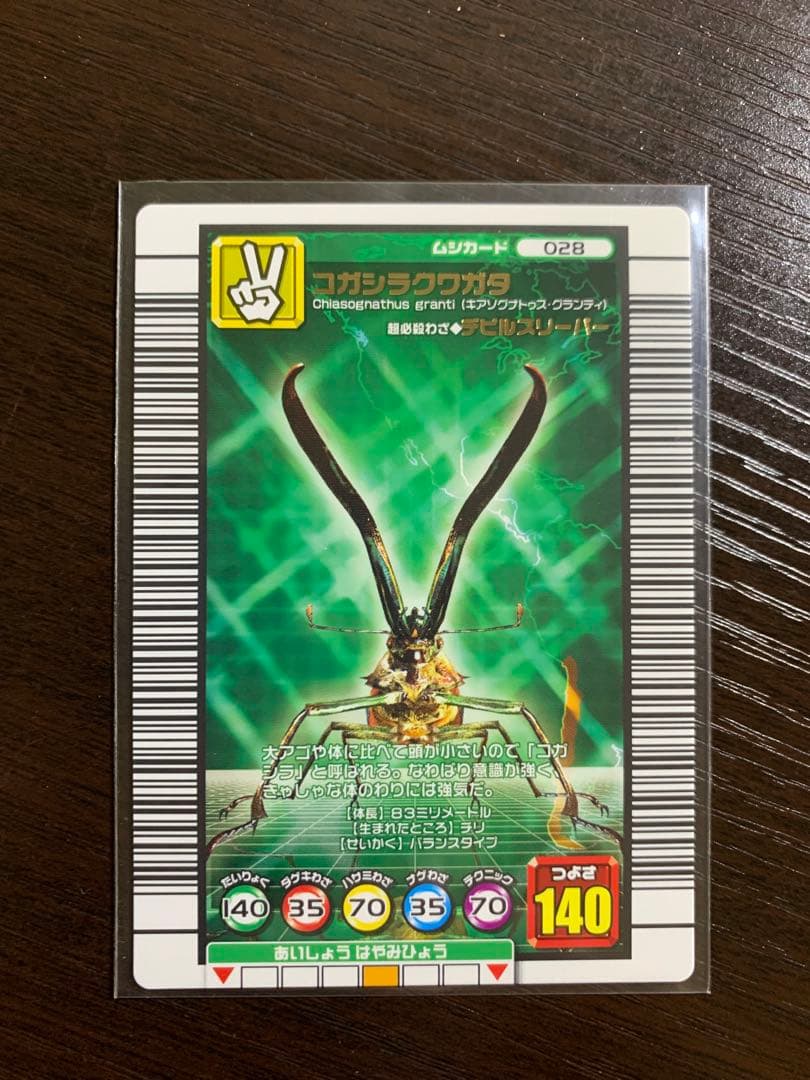 ムシカード 028
コガシラクワガタ
Chiasognathus granti (キアソグナトゥス・グランティ)
超必殺わざ◆デビルスリーパー
大アゴや体に比べて頭が小さいので「コガ
シラ」と呼ばれる。なわばり意識が強く、
きゃしゃな体のわりには強気だ。
【体長】83ミリメートル
【生まれたところ】チリ
【せいかく】バランスタイプ
たいりょく ダゲキわざ ハサミわざ ナゲわざ テクニック つよさ
140 35 70 35 70 140
あいしょう はやみひょう